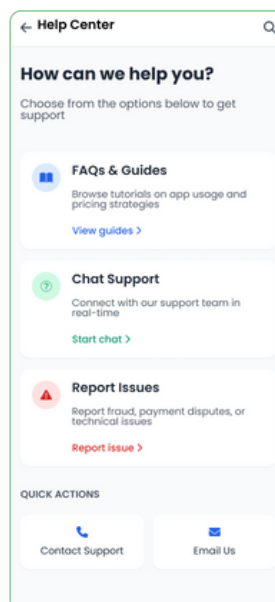 Help Center
How can we help you?
Choose from the options below to get
support
FAQs & Guides
Browse tutorials on app usage and
pricing strategies
View guides >
Chat Support
Connect with our support team in
real-time
Start chat >
Report Issues
Report fraud, payment disputes, or
technical issues
Report issue >
QUICK ACTIONS
Contact Support
Email Us